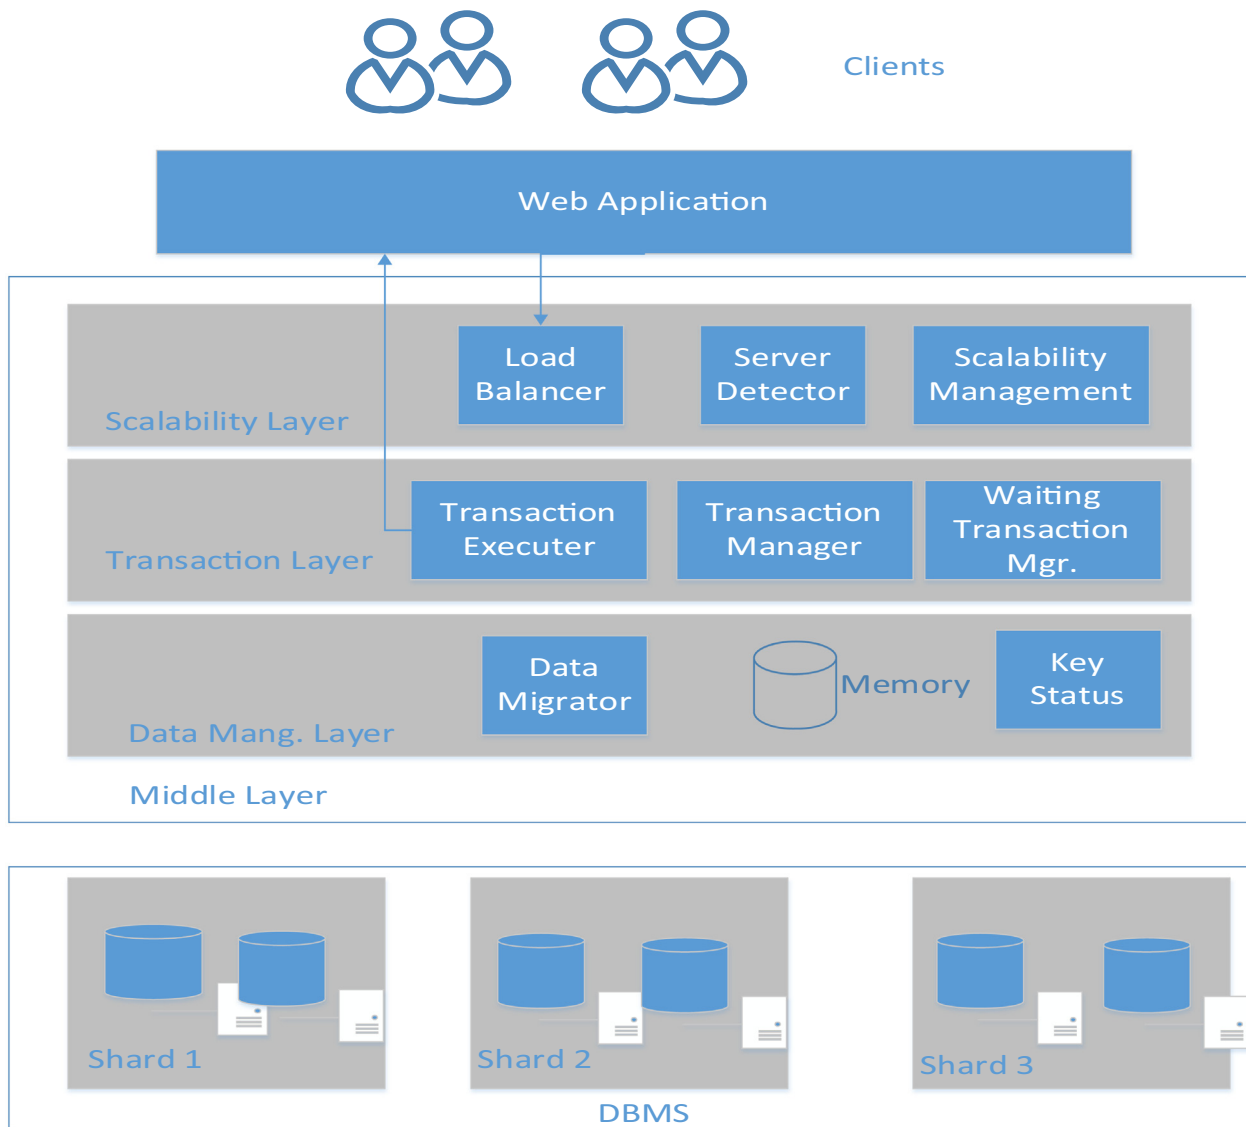 Clients
Web Application
Load
Balancer
Server
Detector
Scalability
Management
Scalability Layer
Transaction
Executer
Transaction
Manager
Waiting
Transaction
Mgr.
Transaction Layer
Data
Migrator
Memory
Key
Status
Data Mang. Layer
Middle Layer
Shard 1
Shard 2
Shard 3
DBMS